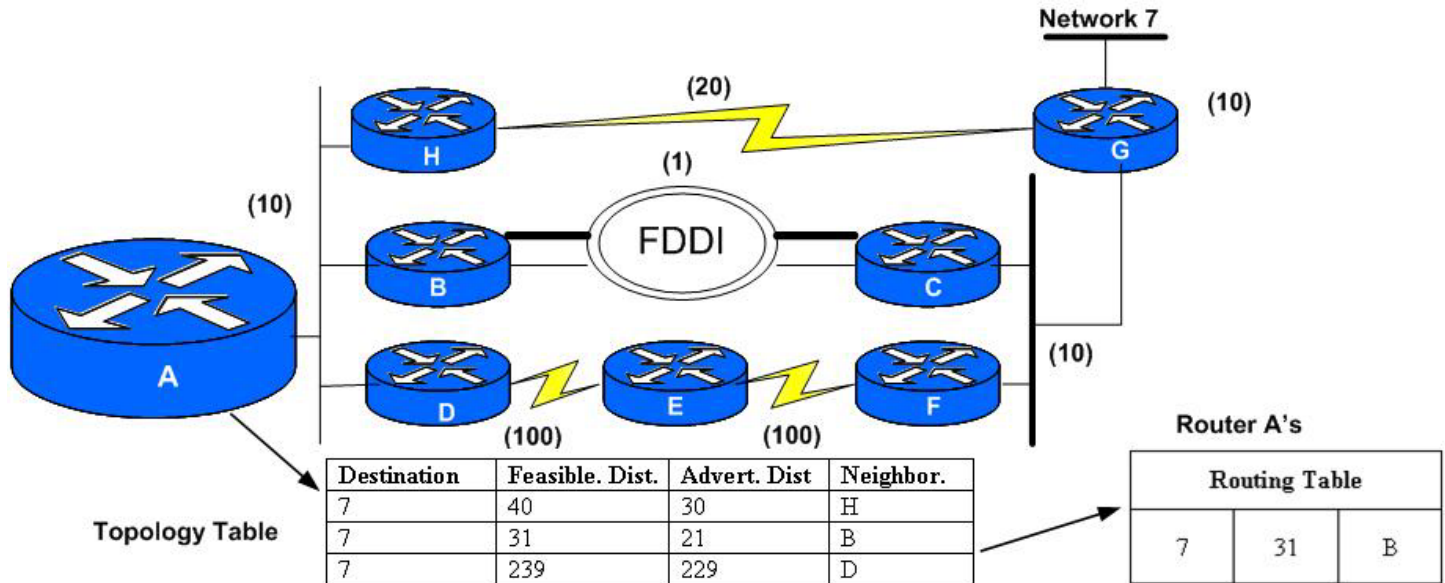 Network 7
(20)
(10)
H
G
(1)
(10)
FDDI
B
C
A
D
E
F
(10)
(100)
(100)
Router A's
Topology Table
Destination Feasible. Dist. Advert. Dist Neighbor.
7 40 30 H
7 31 21 B
7 239 229 D
Routing Table
7 31 B